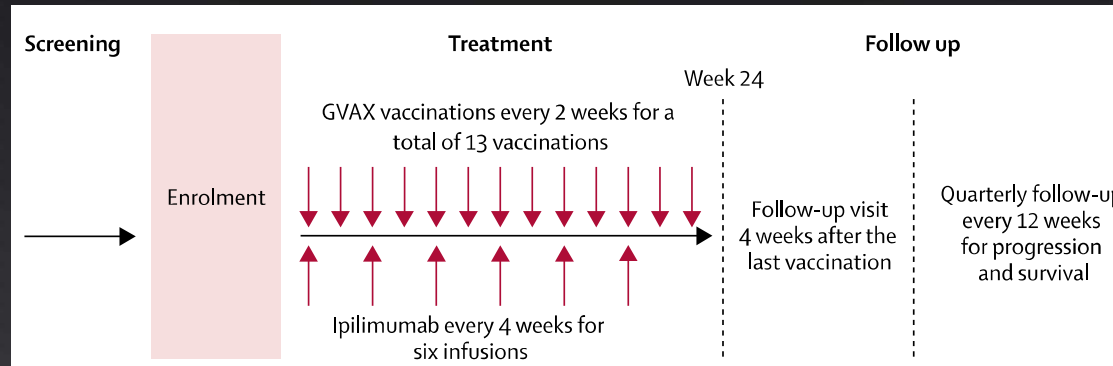 Screening
Treatment
Follow up
Week 24
GVAX vaccinations every 2 weeks for a
total of 13 vaccinations
Enrolment
Follow-up visit
4 weeks after the
last vaccination
Quarterly follow-up
every 12 weeks
for progression
and survival
Ipilimumab every 4 weeks for
six infusions